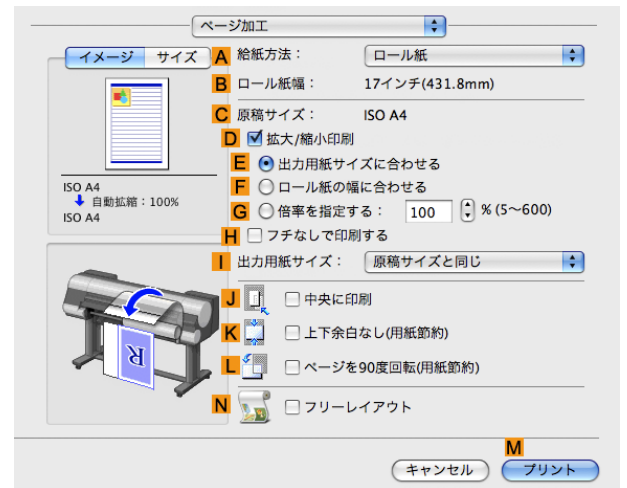 ページ加工
イメージ サイズ
A 給紙方法： ロール紙
B ロール紙幅： 17インチ(431.8mm)
C 原稿サイズ： ISO A4
D 拡大/縮小印刷
E 出力用紙サイズに合わせる
F ロール紙の幅に合わせる
G 倍率を指定する： 100 % (5～600)
H フチなしで印刷する
I 出力用紙サイズ： 原稿サイズと同じ
ISO A4
自動拡縮：100%
ISO A4
J 中央に印刷
K 上下余白なし(用紙節約)
L ページを90度回転(用紙節約)
N フリーレイアウト
R
M
キャンセル プリント